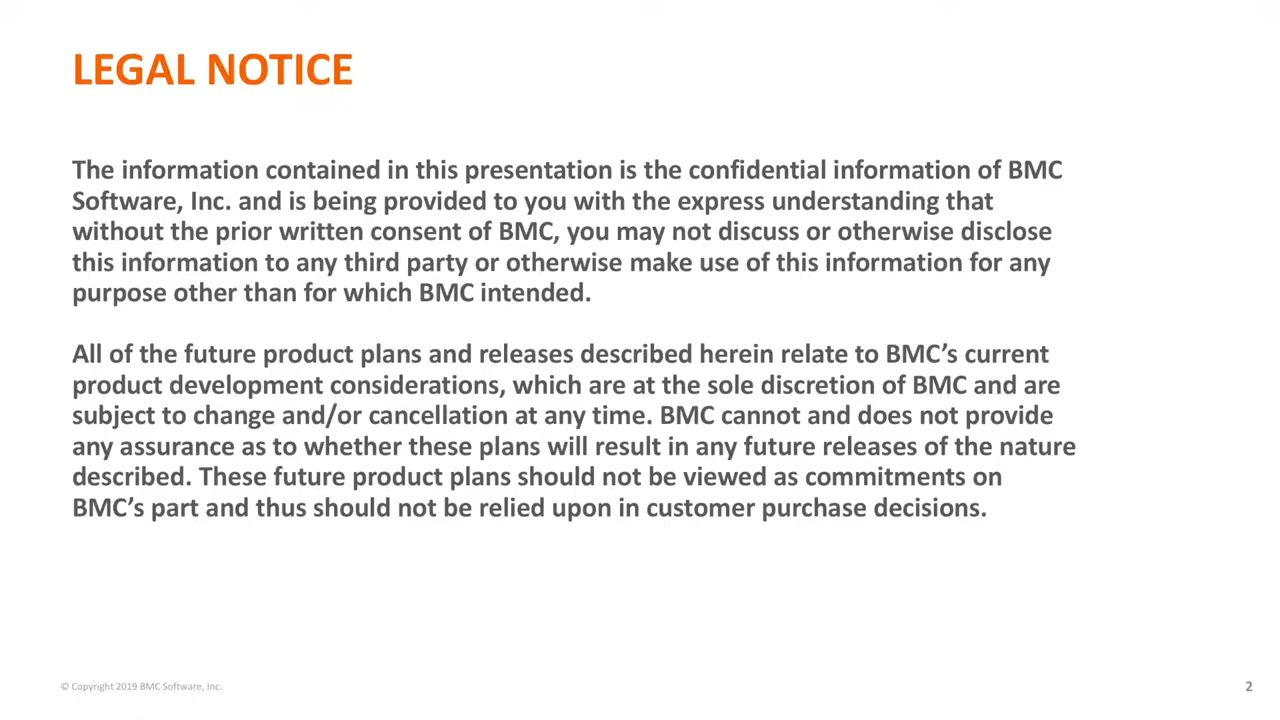 LEGAL NOTICE
The information contained in this presentation is the confidential information of BMC
Software, Inc. and is being provided to you with the express understanding that
without the prior written consent of BMC, you may not discuss or otherwise disclose
this information to any third party or otherwise make use of this information for any
purpose other than for which BMC intended.
All of the future product plans and releases described herein relate to BMC’s current
product development considerations, which are at the sole discretion of BMC and are
subject to change and/or cancellation at any time. BMC cannot and does not provide
any assurance as to whether these plans will result in any future releases of the nature
described. These future product plans should not be viewed as commitments on
BMC’s part and thus should not be relied upon in customer purchase decisions.
© Copyright 2019 BMC Software, Inc.
2